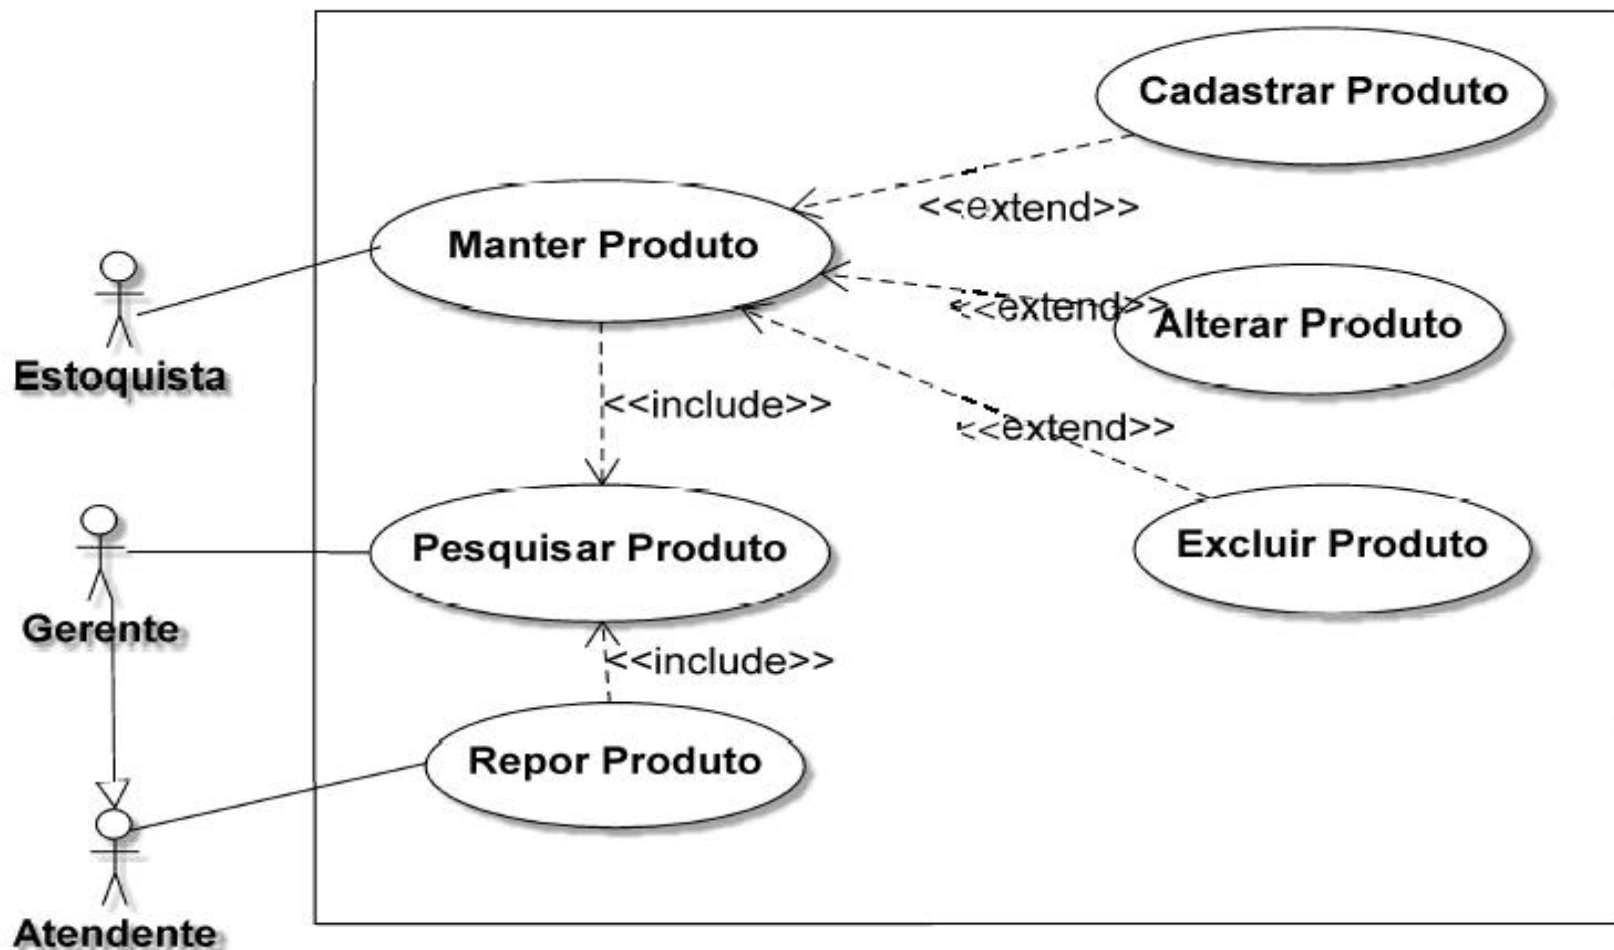 Cadastrar Produto
<<extend>>
Manter Produto
<<extend>>
Alterar Produto
Estoquista
<<include>>
<<extend>>
Pesquisar Produto
Excluir Produto
Gerente
<<include>>
Repor Produto
Atendente